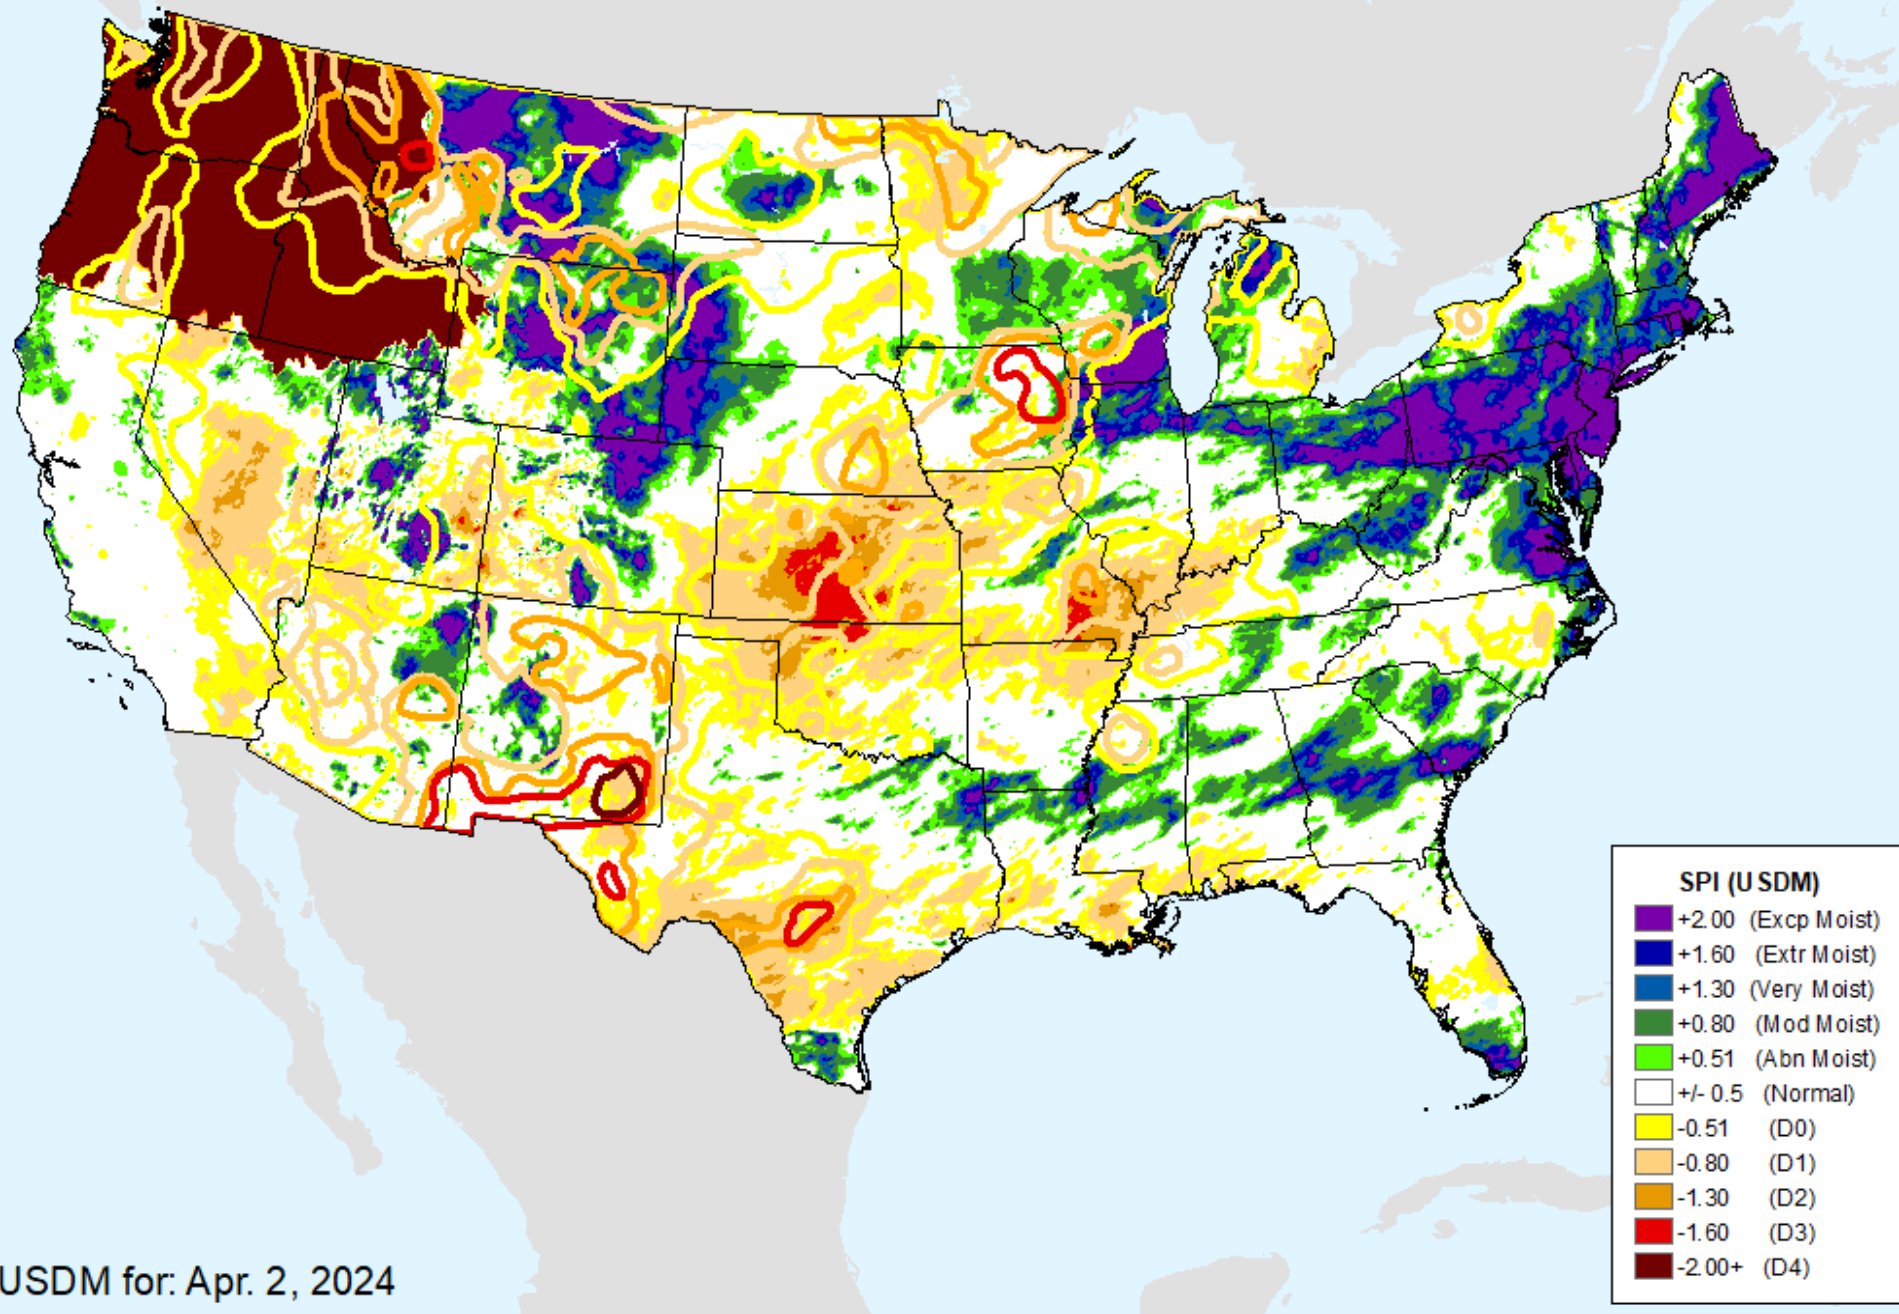 SPI (USDM)
+2.00 (Excp Moist)
+1.60 (Extr Moist)
+1.30 (Very Moist)
+0.80 (Mod Moist)
+0.51 (Abn Moist)
+/- 0.5 (Normal)
-0.51 (D0)
-0.80 (D1)
-1.30 (D2)
-1.60 (D3)
-2.00+ (D4)
USDM for: Apr. 2, 2024